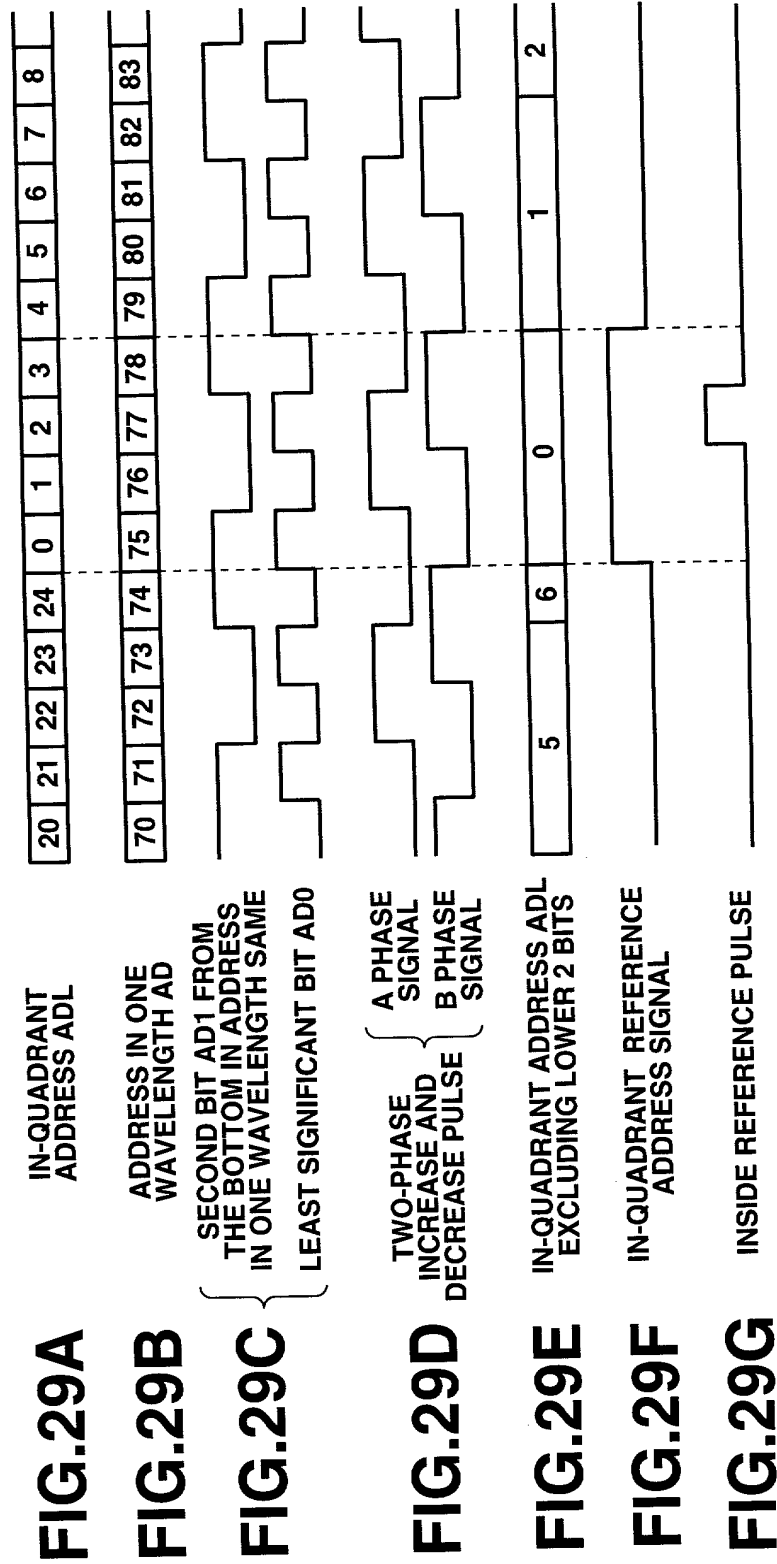 FIG.29A
IN-QUADRANT
ADDRESS ADL
20 21 22 23 24 0 1 2 3 4 5 6 7 8
FIG.29B
ADDRESS IN ONE
WAVELENGTH AD
70 71 72 73 74 75 76 77 78 79 80 81 82 83
FIG.29C
SECOND BIT AD1 FROM
THE BOTTOM IN ADDRESS
IN ONE WAVELENGTH SAME
LEAST SIGNIFICANT BIT AD0
FIG.29D
TWO-PHASE
INCREASE AND
DECREASE PULSE
A PHASE
SIGNAL
B PHASE
SIGNAL
FIG.29E
IN-QUADRANT ADDRESS ADL
EXCLUDING LOWER 2 BITS
5 6 0 1 2
FIG.29F
IN-QUADRANT REFERENCE
ADDRESS SIGNAL
FIG.29G
INSIDE REFERENCE PULSE